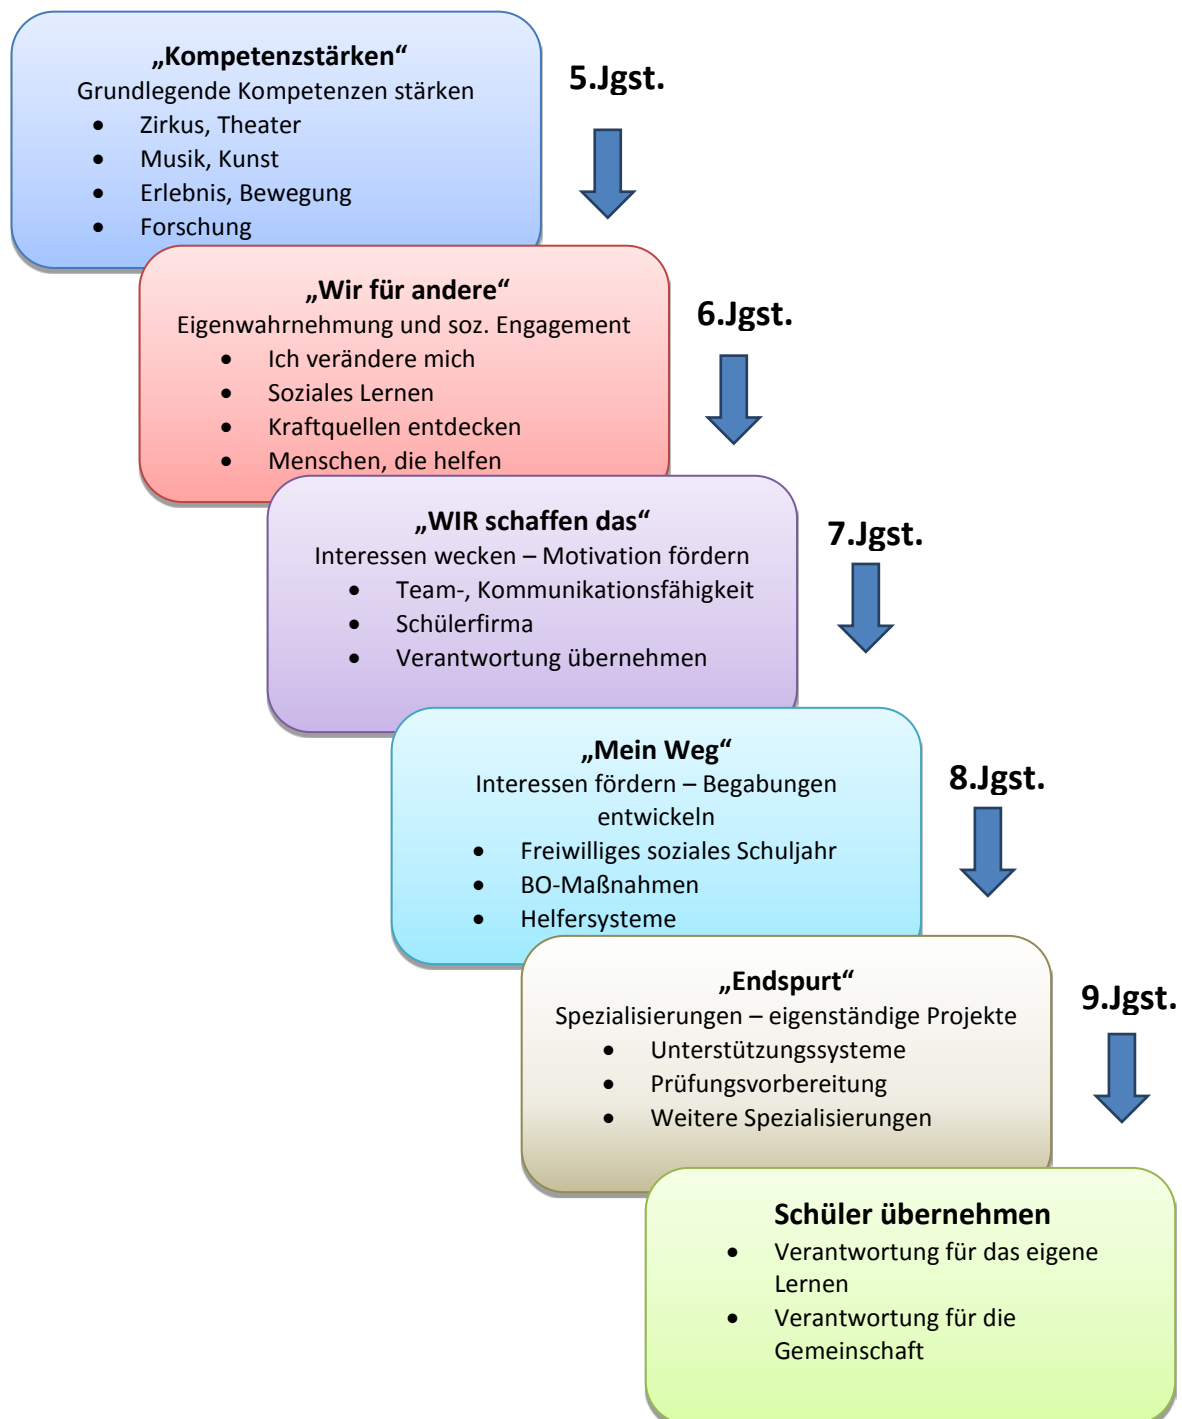 „Kompetenzstärken“
Grundlegende Kompetenzen stärken
• Zirkus, Theater
• Musik, Kunst
• Erlebnis, Bewegung
• Forschung
5.Jgst.
„Wir für andere“
Eigenwahrnehmung und soz. Engagement
• Ich verändere mich
• Soziales Lernen
• Kraftquellen entdecken
• Menschen, die helfen
6.Jgst.
„WIR schaffen das“
Interessen wecken – Motivation fördern
• Team-, Kommunikationsfähigkeit
• Schülerfirma
• Verantwortung übernehmen
7.Jgst.
„Mein Weg“
Interessen fördern – Begabungen
entwickeln
• Freiwilliges soziales Schuljahr
• BO-Maßnahmen
• Helfersysteme
8.Jgst.
„Endspurt“
Spezialisierungen – eigenständige Projekte
• Unterstützungssysteme
• Prüfungsvorbereitung
• Weitere Spezialisierungen
9.Jgst.
Schüler übernehmen
• Verantwortung für das eigene
Lernen
• Verantwortung für die
Gemeinschaft